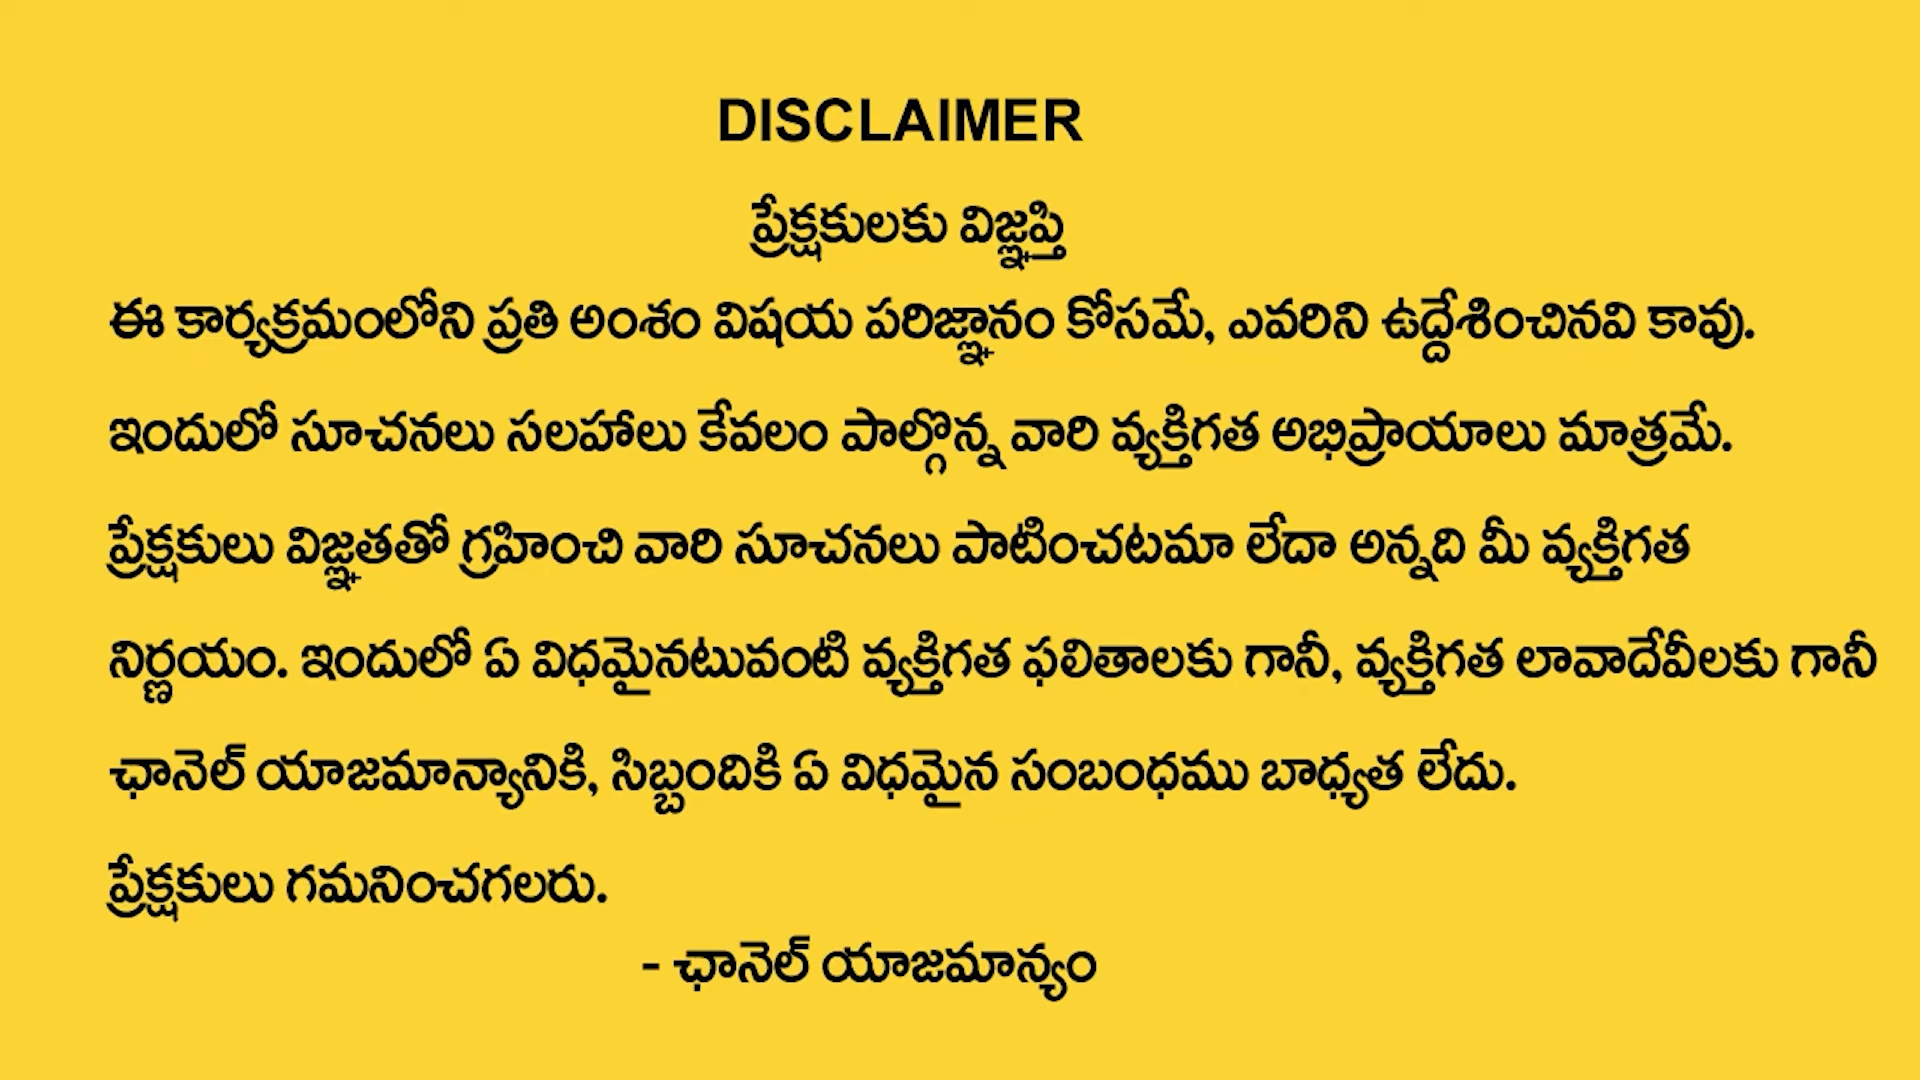 DISCLAIMER
ప్రేక్షకులకు విజ్ఞప్తి
ఈ కార్యక్రమంలోని ప్రతి అంశం విషయ పరిజ్ఞానం కోసమే, ఎవరిని ఉద్దేశించినవి కావు.
ఇందులో సూచనలు సలహాలు కేవలం పాల్గొన్న వారి వ్యక్తిగత అభిప్రాయాలు మాత్రమే.
ప్రేక్షకులు విజ్ఞతతో గ్రహించి వారి సూచనలు పాటించటమా లేదా అన్నది మీ వ్యక్తిగత
నిర్ణయం. ఇందులో ఏ విధమైనటువంటి వ్యక్తిగత ఫలితాలకు గానీ, వ్యక్తిగత లావాదేవీలకు గానీ
ఛానెల్ యాజమాన్యానికి, సిబ్బందికి ఏ విధమైన సంబంధము బాధ్యత లేదు.
ప్రేక్షకులు గమనించగలరు.
- ఛానెల్ యాజమాన్యం